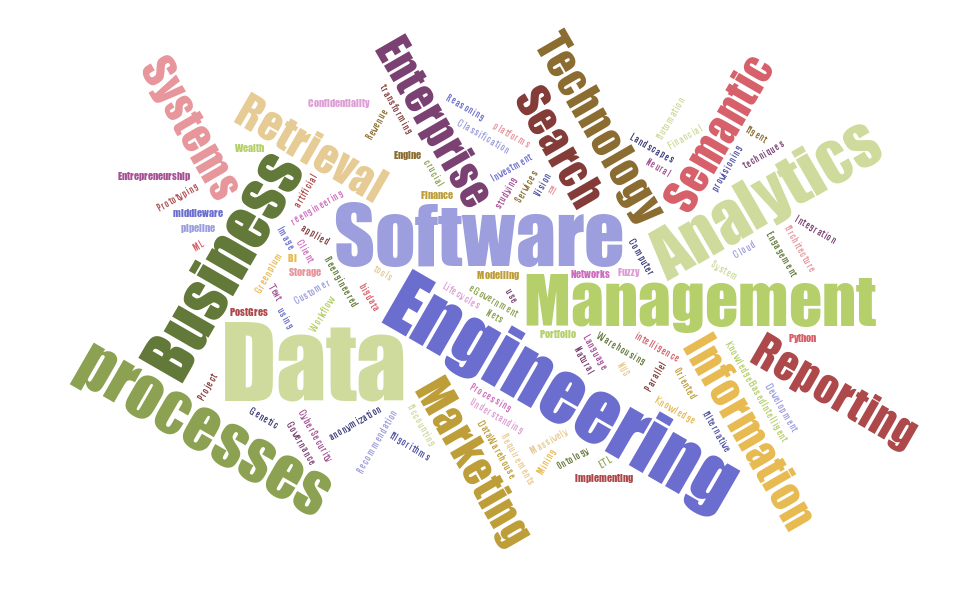 Systems
Enterprise
Technology
Semantic
Retrieval
Confidentiality
transforming
Revenue
Reasoning
Classification
platforms
Search
Automation
Financial
Landscapes
Neural
Agent
techniques
provisioning
Analytics
Wealth
Engine
crucial
Finance
Investment
studying
Services
Vision
Entrepreneurship
Prototyping
artificial
reengineering
middleware
pipeline
ML
Business
Image
Client
applied
Software
Computer
Integration
Architecture
Engagement
Cloud
System
Greenplum
BI
Storage
Reengineered
tools
bigdata
Modelling
Networks
Fuzzy
Text
using
Customer
Workflow
Lifecycles
eGovernment
Nets
use
Management
PostGres
Data
Engineering
Portfolio
Language
Natural
Warehousing
Intelligence
Parallel
Oriented
Information
KnowledgeBasedIntelligent
Development
Python
Reporting
processes
Project
Genetic
CyberSecurity
Governance
anonymization
Recommendation
Algorithms
Accounting
Marketing
Processing
Understanding
DataWarehouse
Requirements
Massively
Mining
Ontology
ETL
Implementing
Knowledge
Alternative